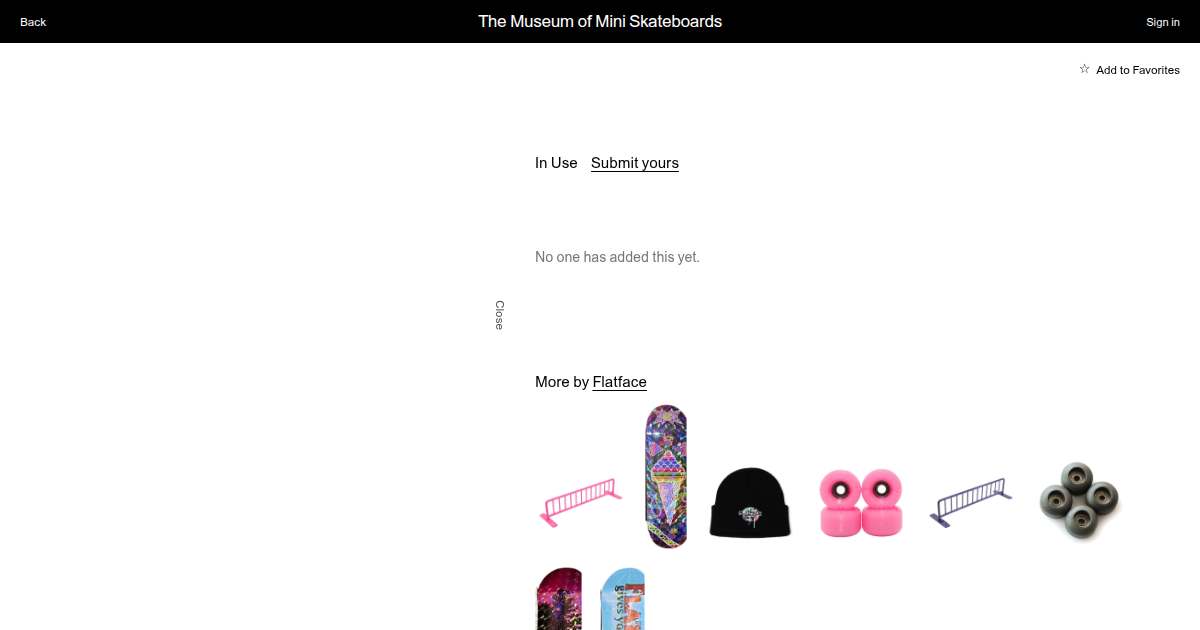 Back
The Museum of Mini Skateboards
Sign in
☆ Add to Favorites
In Use Submit yours
No one has added this yet.
Close
More by Flatface